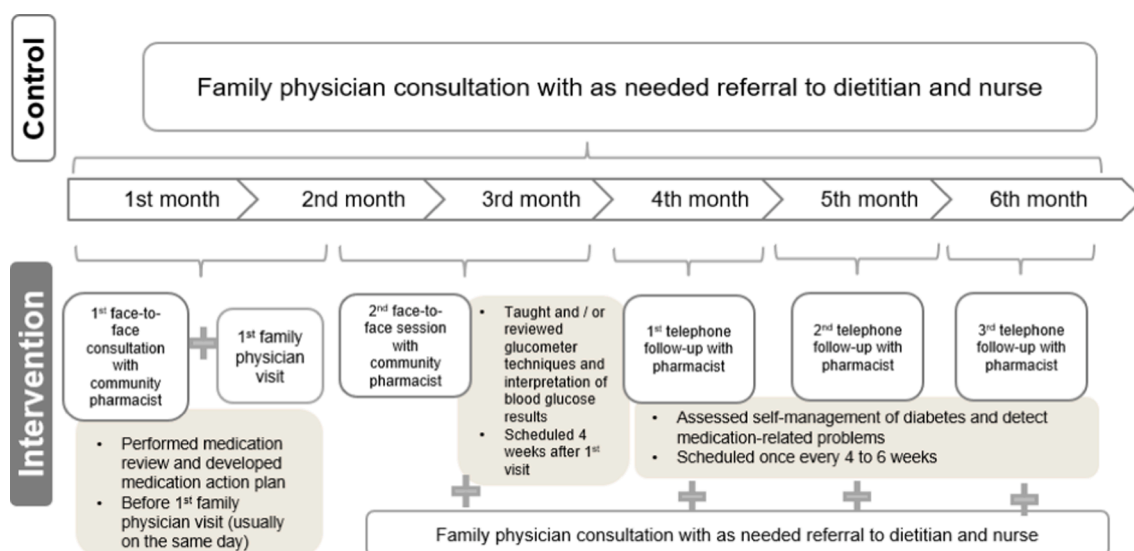 Control
Family physician consultation with as needed referral to dietitian and nurse
1st month
2nd month
3rd month
4th month
5th month
6th month
Intervention
1st face-to-
face
consultation
with
community
pharmacist
1st family
physician
visit
• Performed medication
review and developed
medication action plan
• Before 1st family
physician visit (usually
on the same day)
2nd face-to-
face session
with
community
pharmacist
• Taught and / or
reviewed
glucometer
techniques and
interpretation of
blood glucose
results
• Scheduled 4
weeks after 1st
visit
1st telephone
follow-up with
pharmacist
2nd telephone
follow-up with
pharmacist
3rd telephone
follow-up with
pharmacist
• Assessed self-management of diabetes and detect
medication-related problems
• Scheduled once every 4 to 6 weeks
Family physician consultation with as needed referral to dietitian and nurse